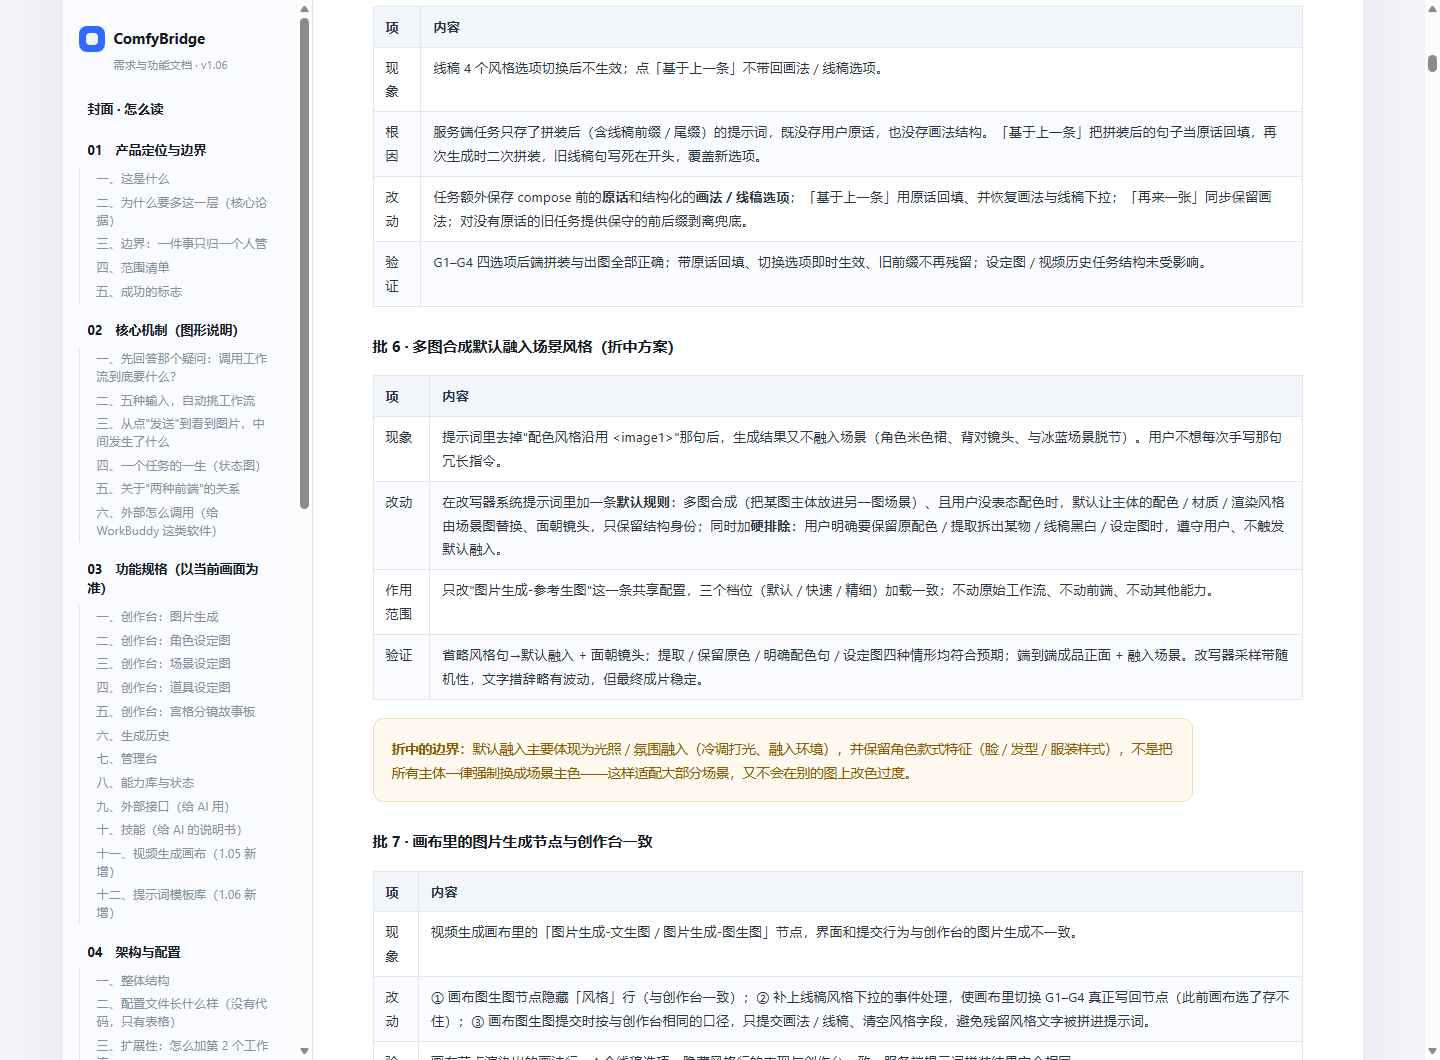 ComfyBridge
需求与功能文档 · v1.06
封面 · 怎么读
01 产品定位与边界
一、这是什么
二、为什么要多这一层（核心论
据）
三、边界：一件事只归一个人管
四、范围清单
五、成功的标志
02 核心机制（图形说明）
一、先回答那个疑问：调用工作
流到底要什么？
二、五种输入，自动挑工作流
三、从点"发送"到看到图片，中
间发生了什么
四、一个任务的一生（状态图）
五、关于"两种前端"的关系
六、外部怎么调用（给
WorkBuddy 这类软件）
03 功能规格（以当前画面为
准）
一、创作台：图片生成
二、创作台：角色设定图
三、创作台：场景设定图
四、创作台：道具设定图
五、创作台：宫格分镜故事板
六、生成历史
七、管理台
八、能力库与状态
九、外部接口（给 AI 用）
十、技能（给 AI 的说明书）
十一、视频生成画布（1.05 新
增）
十二、提示词模板库（1.06 新
增）
04 架构与配置
一、整体结构
二、配置文件长什么样（没有代
码，只有表格）
三、扩展性：怎么加第 2 个工作
项 内容
现
象
线稿 4 个风格选项切换后不生效；点「基于上一条」不带回画法 / 线稿选项。
根
因
服务端任务只存了拼装后（含线稿前缀 / 尾缀）的提示词，既没存用户原话，也没存画法结构。「基于上一条」把拼装后的句子当原话回填，再
次生成时二次拼装，旧线稿句写死在开头，覆盖新选项。
改
动
任务额外保存 compose 前的原话和结构化的画法 / 线稿选项；「基于上一条」用原话回填、并恢复画法与线稿下拉；「再来一张」同步保留画
法；对没有原话的旧任务提供保守的前后缀剥离兜底。
验
证
G1–G4 四选项后端拼装与出图全部正确；带原话回填、切换选项即时生效、旧前缀不再残留；设定图 / 视频历史任务结构未受影响。
批 6 · 多图合成默认融入场景风格（折中方案）
项 内容
现象 提示词里去掉"配色风格沿用 <image1>"那句后，生成结果又不融入场景（角色米色裙、背对镜头、与冰蓝场景脱节）。用户不想每次手写那句
冗长指令。
改动 在改写器系统提示词里加一条默认规则：多图合成（把某图主体放进另一图场景）、且用户没表态配色时，默认让主体的配色 / 材质 / 渲染风格
由场景图替换、面朝镜头，只保留结构身份；同时加硬排除：用户明确要保留原配色 / 提取拆出某物 / 线稿黑白 / 设定图时，遵守用户、不触发
默认融入。
作用
范围
只改"图片生成-参考生图"这一条共享配置，三个档位（默认 / 快速 / 精细）加载一致；不动原始工作流、不动前端、不动其他能力。
验证 省略风格句→默认融入 + 面朝镜头；提取 / 保留原色 / 明确配色句 / 设定图四种情形均符合预期；端到端成品正面 + 融入场景。改写器采样带随
机性，文字措辞略有波动，但最终成片稳定。
折中的边界：默认融入主要体现为光照 / 氛围融入（冷调打光、融入环境），并保留角色款式特征（脸 / 发型 / 服装样式），不是把
所有主体一律强制换成场景主色——这样适配大部分场景，又不会在别的图上改色过度。
批 7 · 画布里的图片生成节点与创作台一致
项 内容
现
象
视频生成画布里的「图片生成-文生图 / 图片生成-图生图」节点，界面和提交行为与创作台的图片生成不一致。
改
动
① 画布图生图节点隐藏「风格」行（与创作台一致）；② 补上线稿风格下拉的事件处理，使画布里切换 G1–G4 真正写回节点（此前画布选了存不
住）；③ 画布图生图提交时按与创作台相同的口径，只提交画法 / 线稿、清空风格字段，避免残留风格文字被拼进提示词。